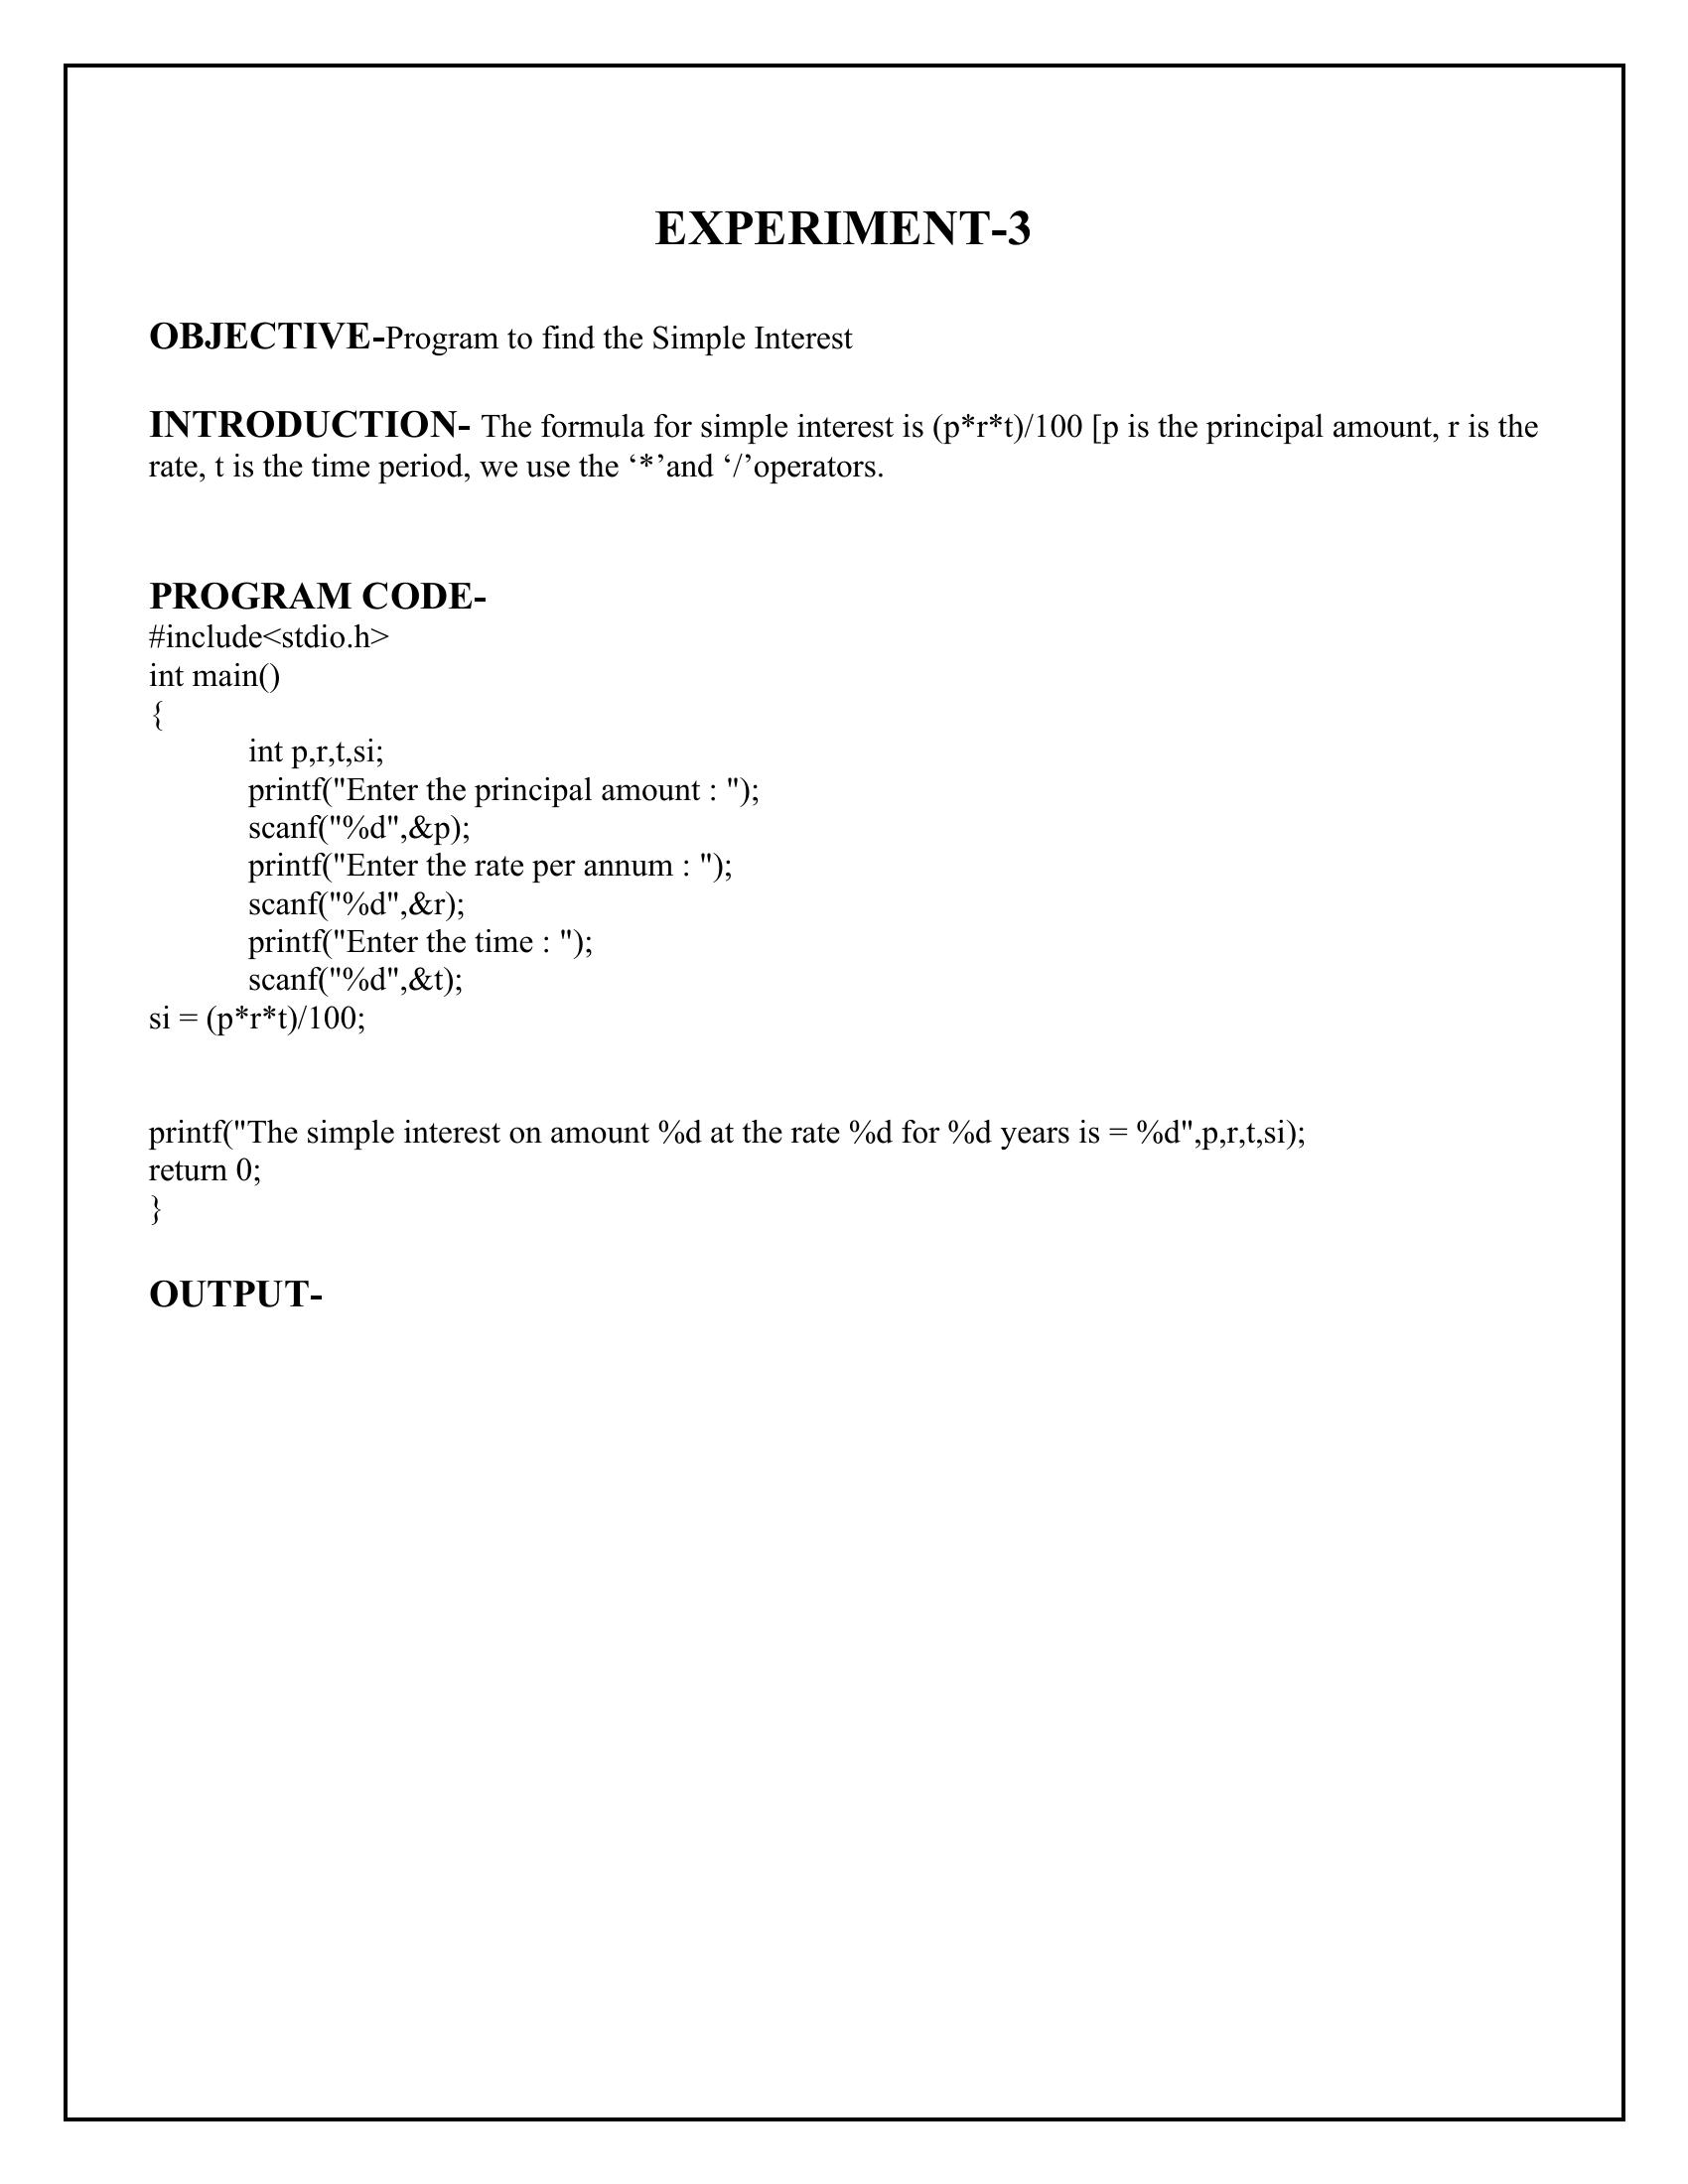 EXPERIMENT-3
OBJECTIVE-Program to find the Simple Interest
INTRODUCTION- The formula for simple interest is (p*r*t)/100 [p is the principal amount, r is the
rate, t is the time period, we use the ‘*’and ‘/’operators.
PROGRAM CODE-
#include<stdio.h>
int main()
{
int p,r,t,si;
printf("Enter the principal amount : ");
scanf("%d",&p);
printf("Enter the rate per annum : ");
scanf("%d",&r);
printf("Enter the time : ");
scanf("%d",&t);
si = (p*r*t)/100;
printf("The simple interest on amount %d at the rate %d for %d years is = %d",p,r,t,si);
return 0;
}
OUTPUT-